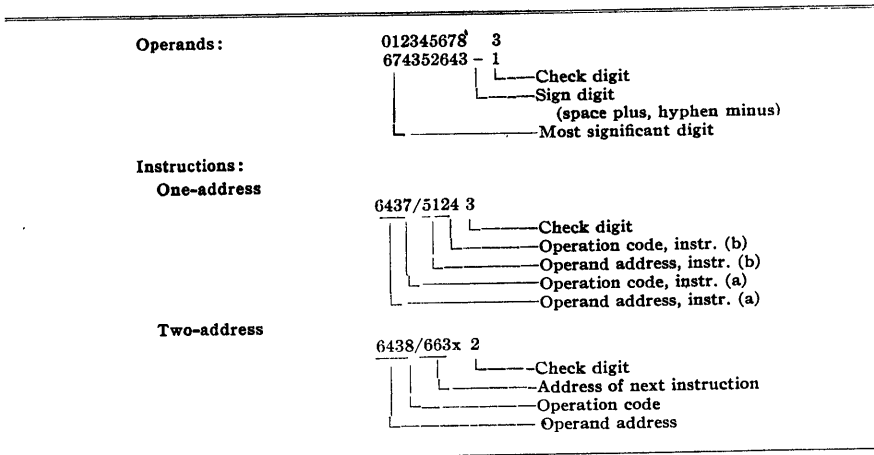 Operands: 012345678 3
674352643 - 1
Check digit
Sign digit
(space plus, hyphen minus)
Most significant digit
Instructions:
One-address
6437/5124 3
Check digit
Operation code, instr. (b)
Operand address, instr. (b)
Operation code, instr. (a)
Operand address, instr. (a)
Two-address
6438/663x 2
Check digit
Address of next instruction
Operation code
Operand address